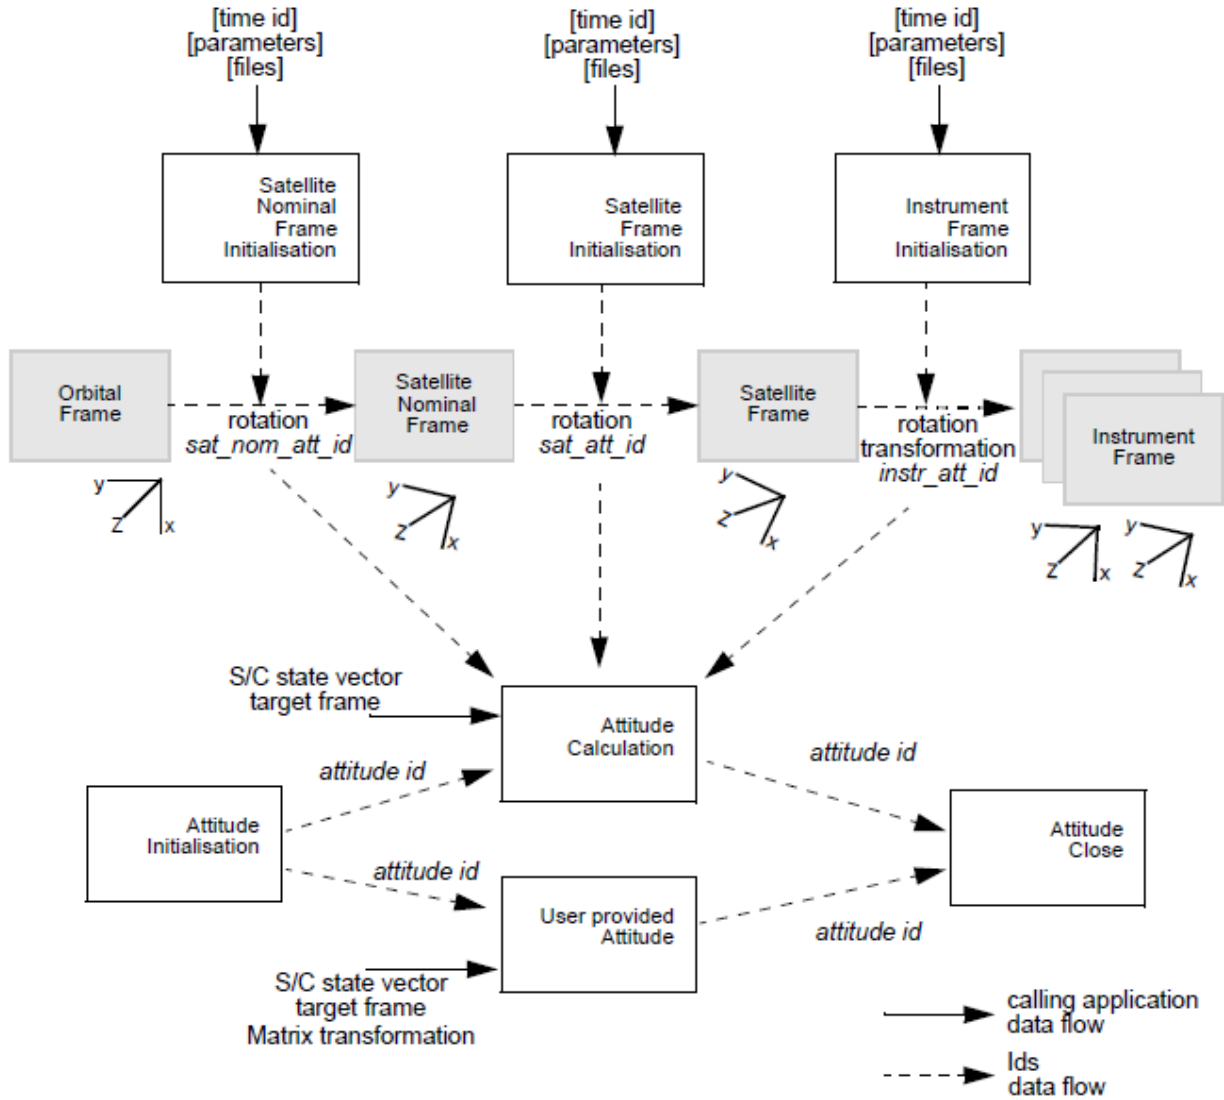 [time id]
[parameters]
[files]
[time id]
[parameters]
[files]
[time id]
[parameters]
[files]
Satellite
Nominal
Frame
Initialisation
Satellite
Frame
Initialisation
Instrument
Frame
Initialisation
Orbital
Frame
rotation
sat_nom_att_id
Satellite
Nominal
Frame
rotation
sat_att_id
Satellite
Frame
rotation
transformation
instr_att_id
Instrument
Frame
y
Z
x
y
Z
x
y
Z
x
y
Z
x
y
Z
x
S/C state vector
target frame
Attitude
Calculation
attitude id
attitude id
Attitude
Initialisation
Attitude
Close
attitude id
User provided
Attitude
attitude id
S/C state vector
target frame
Matrix transformation
calling application
data flow
Ids
data flow